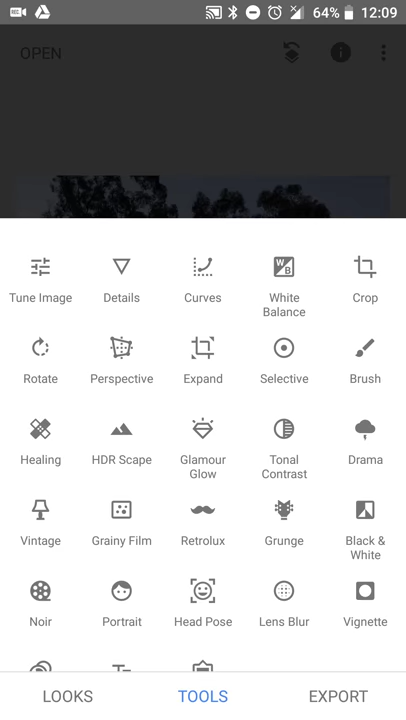 REC 64% 12:09
OPEN
Tune Image Details Curves White Balance Crop
Rotate Perspective Expand Selective Brush
Healing HDR Scape Glamour Glow Tonal Contrast Drama
Vintage Grainy Film Retrolux Grunge Black & White
Noir Portrait Head Pose Lens Blur Vignette
LOOKS TOOLS EXPORT